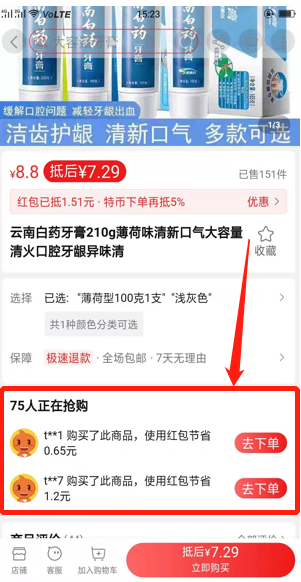 VoLTE 15:23
南白药 南白药
牙膏 牙膏
缓解口腔问题 减轻牙龈出血
洁齿护龈 清新口气 多款可选
1/3
¥8.8 抵后¥7.29 已售151件
红包已抵1.51元 · 特币下单再抵5% 优惠 >
云南白药牙膏210g薄荷味清新口气大容量
清火口腔牙龈异味清
收藏
选择 已选: "薄荷型100克1支" "浅灰色" >
共1种颜色分类可选
保障 极速退款 · 全场包邮 · 7天无理由 >
75人正在抢购
t**1 购买了此商品，使用红包节省
0.65元
去下单
t**7 购买了此商品，使用红包节省
1.2元
去下单
店铺 客服 加入购物车
抵后¥7.29
立即购买